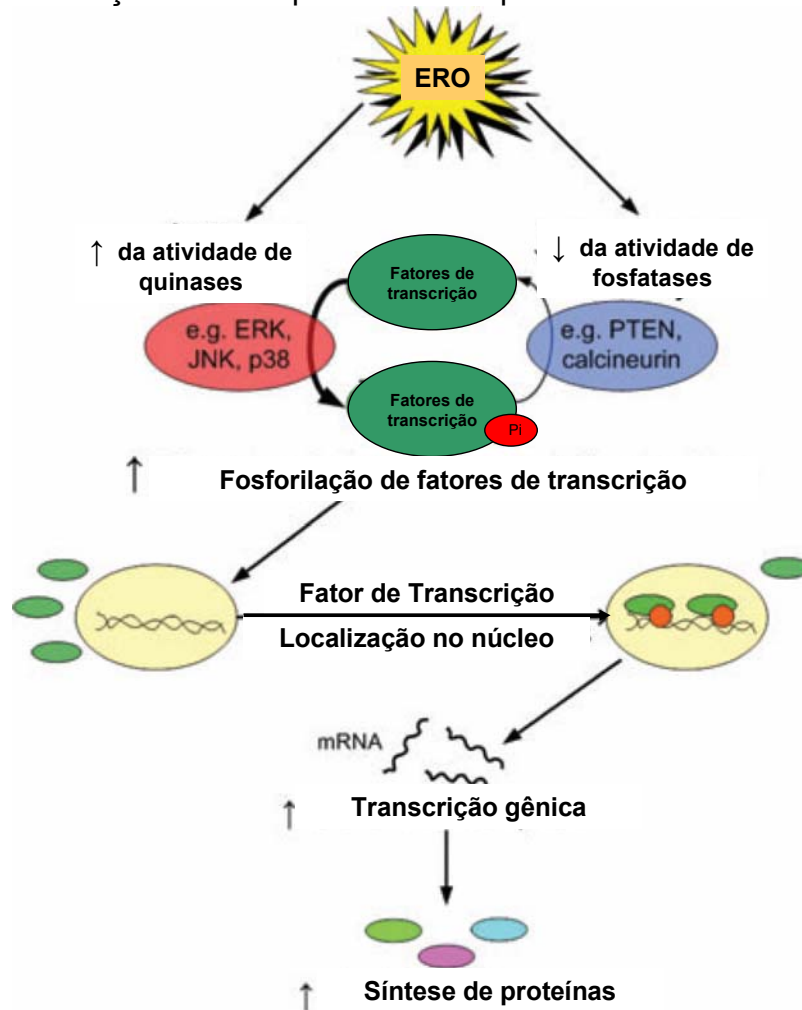 ERO
↑ da atividade de
quinases
↓ da atividade de
fosfatases
Fatores de
transcrição
e.g. ERK,
JNK, p38
e.g. PTEN,
calcineurin
Fatores de
transcrição
Pi
↑ Fosforilação de fatores de transcrição
Fator de Transcrição
Localização no núcleo
mRNA
↑ Transcrição gênica
↑ Síntese de proteínas